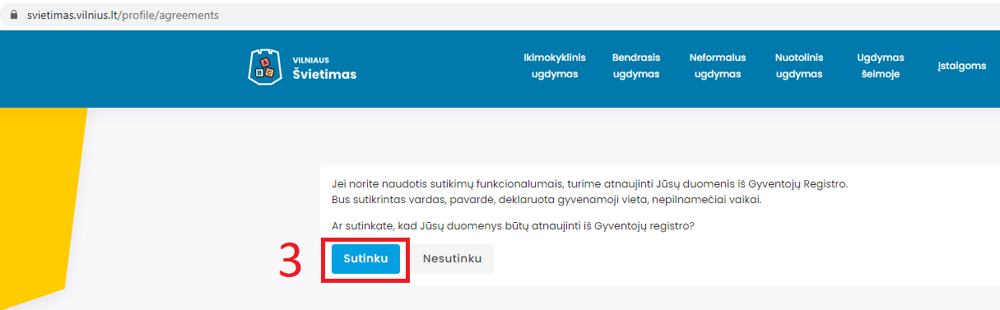 svietimas.vilnius.lt/profile/agreements
VILNIAUS
Švietimas
A
B C
Ikimokyklinis
ugdymas
Bendrasis
ugdymas
Neformalus
ugdymas
Nuotolinis
ugdymas
Ugdymas
šeimoje
Įstaigoms
Jei norite naudotis sutikimų funkcionalumais, turime atnaujinti Jūsų duomenis iš Gyventojų Registro.
Bus sutikrintas vardas, pavardė, deklaruota gyvenamoji vieta, nepilnamečiai vaikai.
Ar sutinkate, kad Jūsų duomenys būtų atnaujinti iš Gyventojų registro?
3
Sutinku
Nesutinku